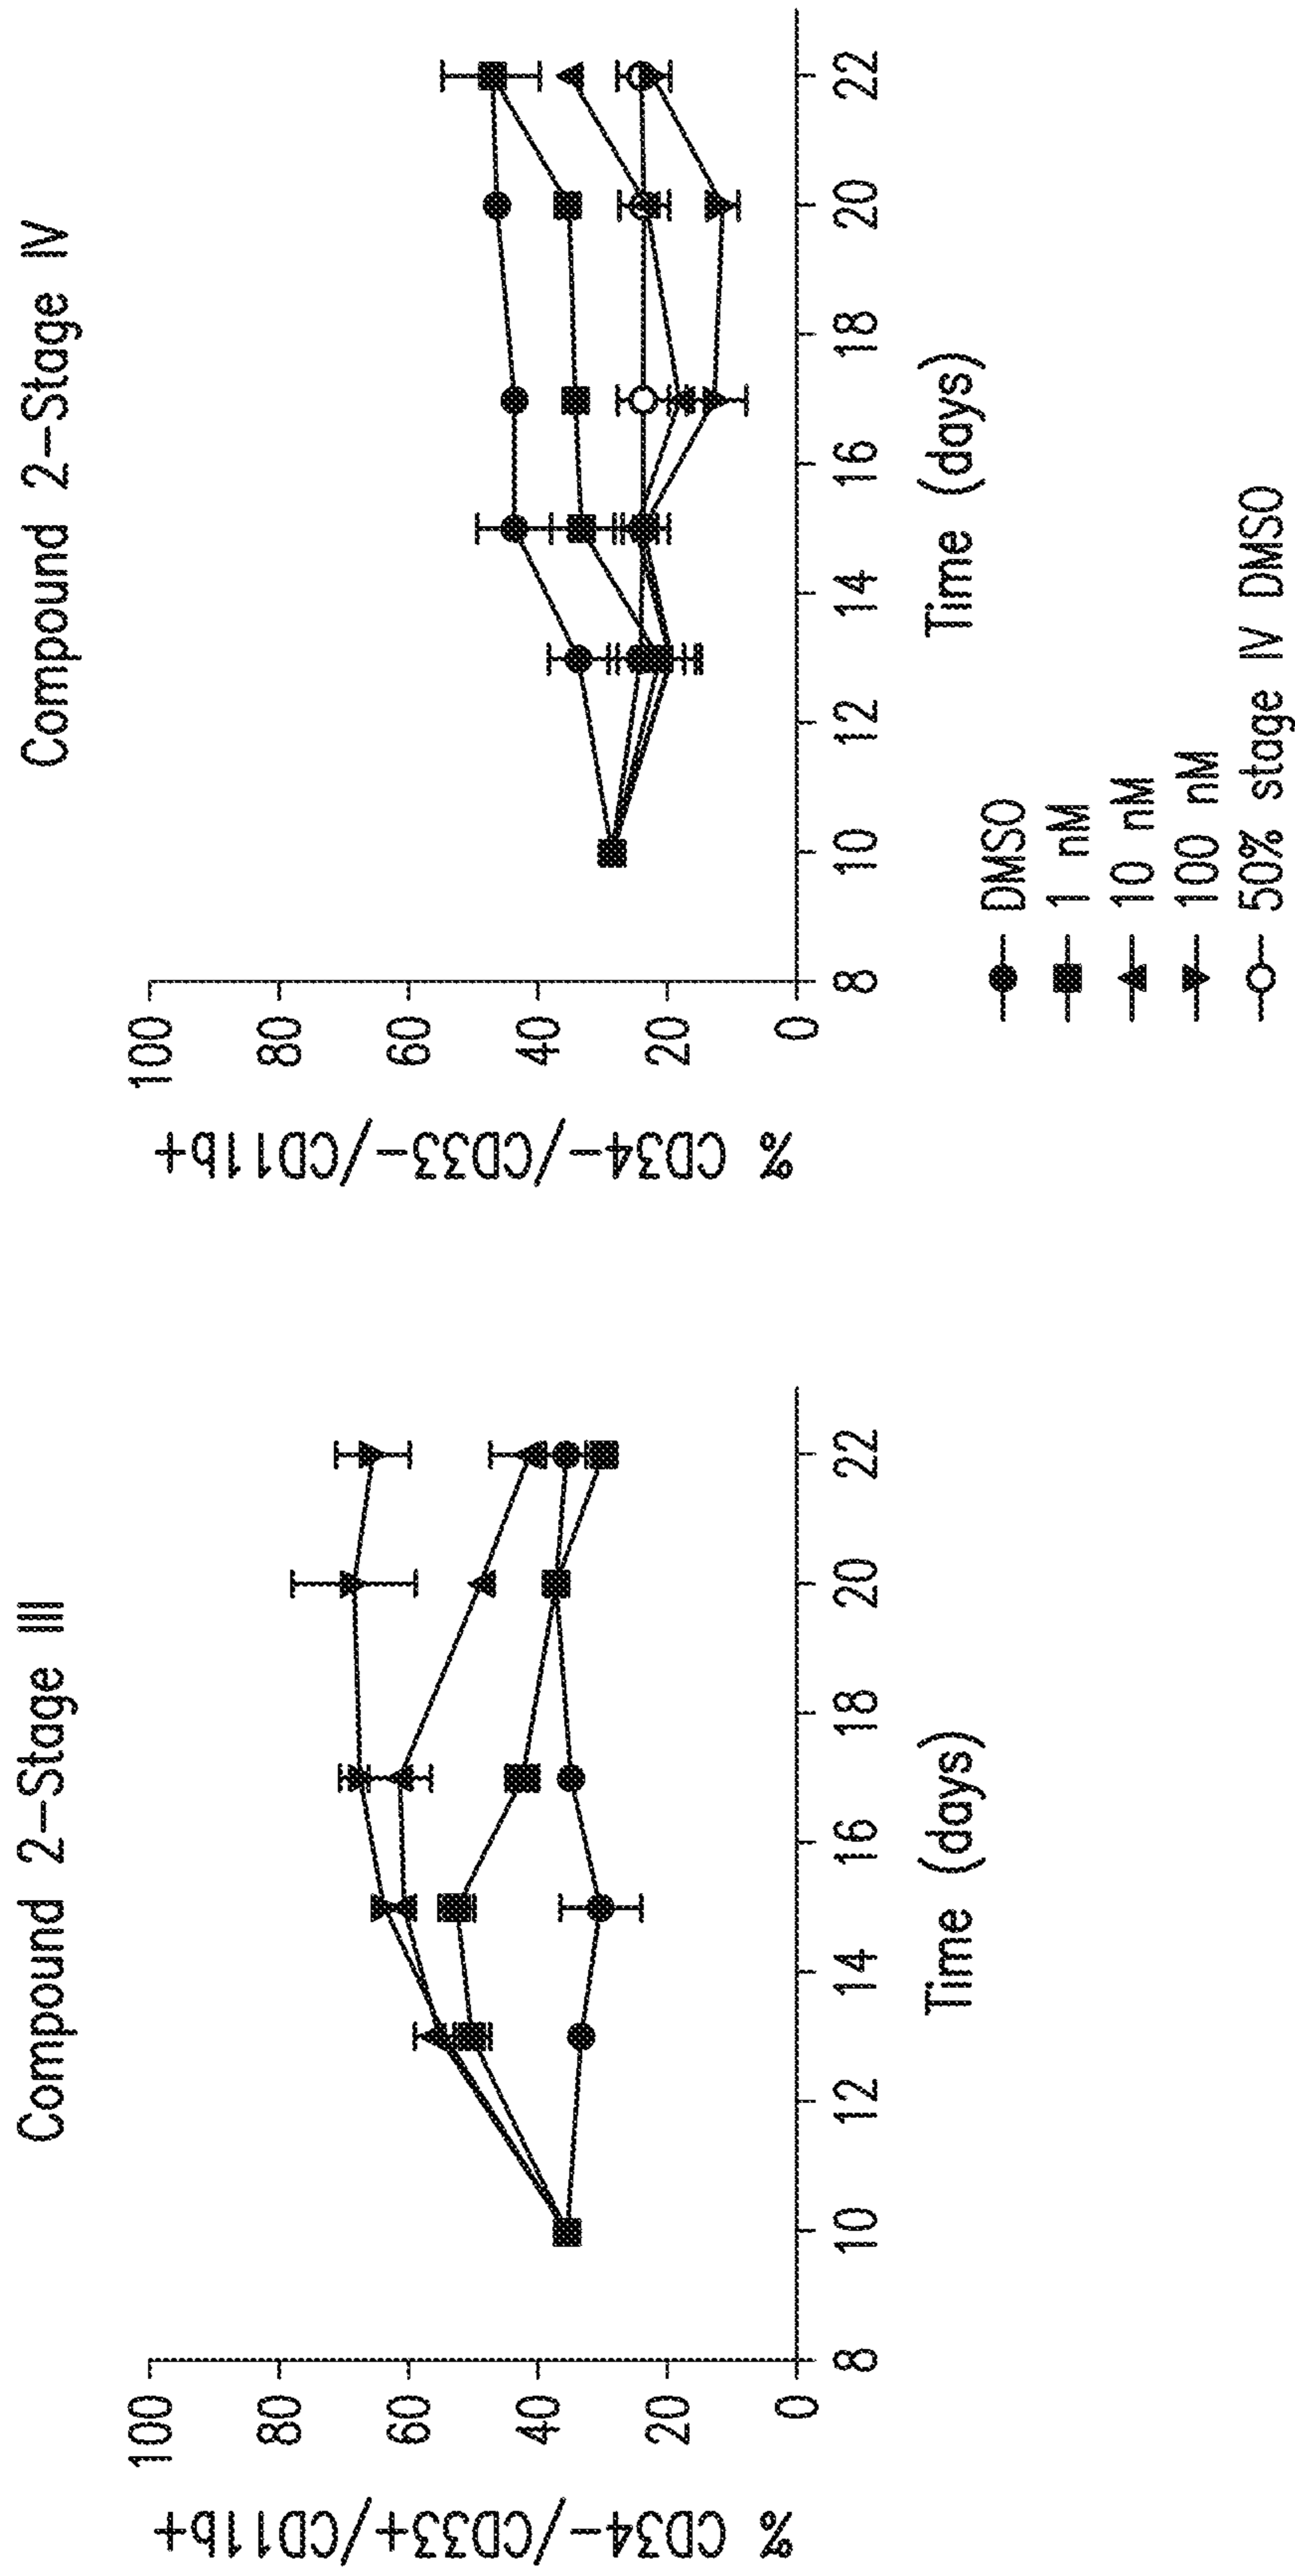 Compound 2-Stage III
% CD34-/CD33+/CD11b+
100
80
60
40
20
0
8 10 12 14 16 18 20 22
Time (days)
Compound 2-Stage IV
% CD34-/CD33-/CD11b+
100
80
60
40
20
0
8 10 12 14 16 18 20 22
Time (days)
DMSO
1 nM
10 nM
100 nM
50% stage IV DMSO